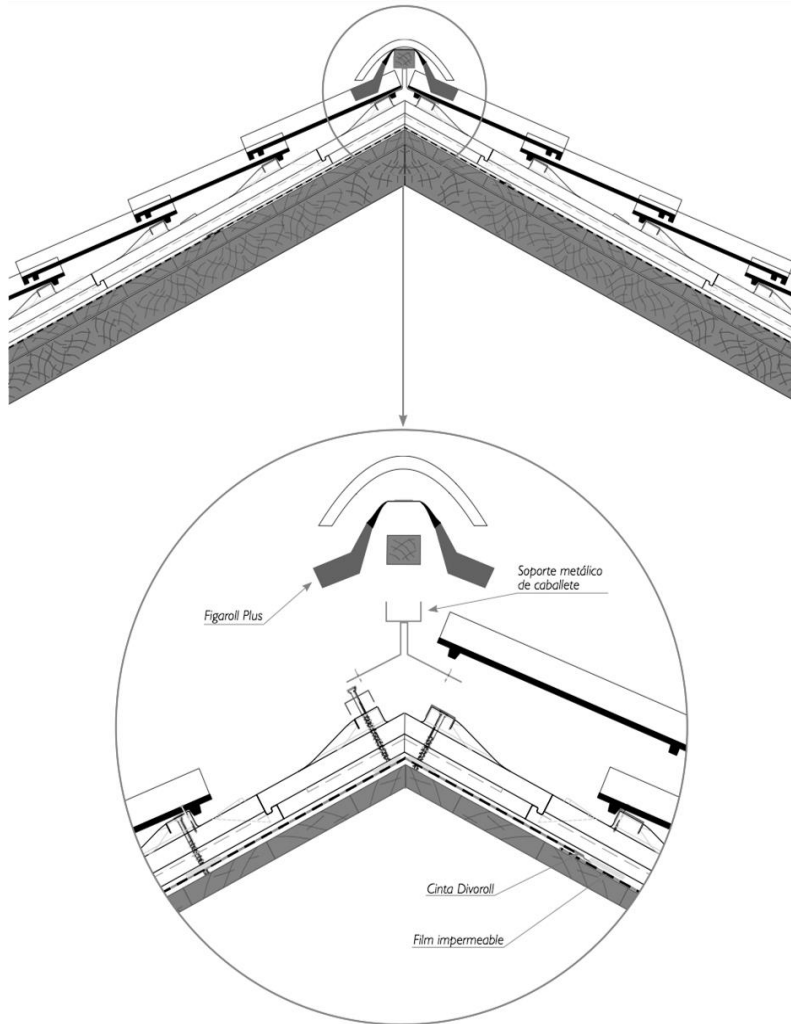 Soporte metálico
de caballete
Figaroll Plus
Cinta Divoroll
Film impermeable